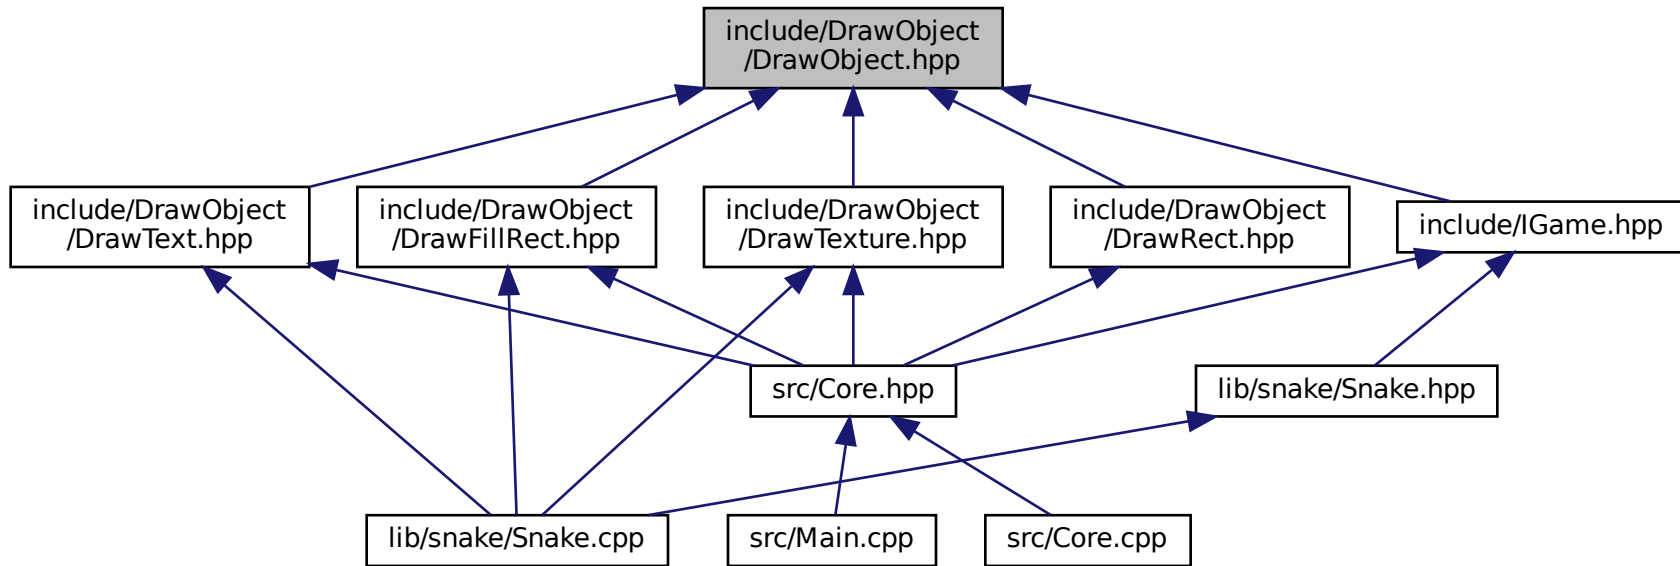 include/DrawObject
/DrawObject.hpp
include/DrawObject
/DrawText.hpp
include/DrawObject
/DrawFillRect.hpp
include/DrawObject
/DrawTexture.hpp
include/DrawObject
/DrawRect.hpp
include/IGame.hpp
src/Core.hpp
lib/snake/Snake.hpp
lib/snake/Snake.cpp
src/Main.cpp
src/Core.cpp